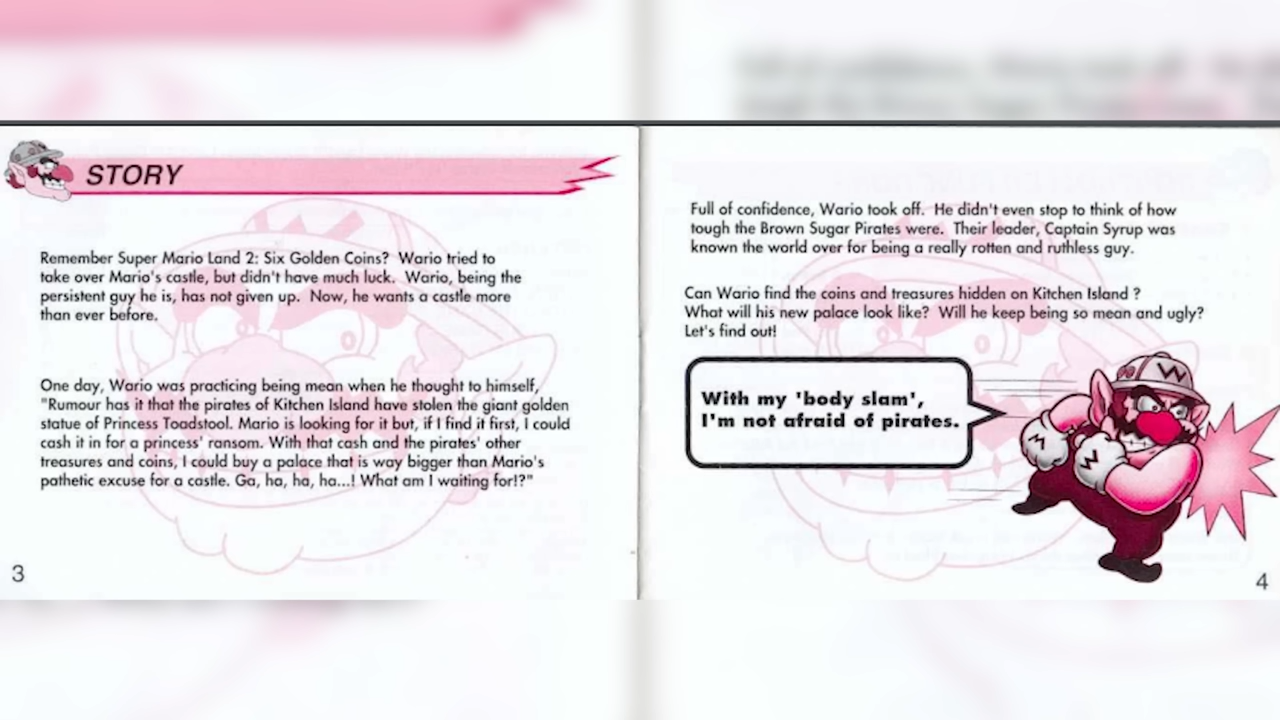 STORY
Remember Super Mario Land 2: Six Golden Coins? Wario tried to
take over Mario's castle, but didn't have much luck. Wario, being the
persistent guy he is, has not given up. Now, he wants a castle more
than ever before.
One day, Wario was practicing being mean when he thought to himself,
"Rumour has it that the pirates of Kitchen Island have stolen the giant golden
statue of Princess Toadstool. Mario is looking for it but, if I find it first, I could
cash it in for a princess' ransom. With that cash and the pirates' other
treasures and coins, I could buy a palace that is way bigger than Mario's
pathetic excuse for a castle. Ga, ha, ha, ha...! What am I waiting for!?"
3
Full of confidence, Wario took off. He didn't even stop to think of how
tough the Brown Sugar Pirates were. Their leader, Captain Syrup was
known the world over for being a really rotten and ruthless guy.
Can Wario find the coins and treasures hidden on Kitchen Island ?
What will his new palace look like? Will he keep being so mean and ugly?
Let's find out!
With my 'body slam',
I'm not afraid of pirates.
W
W
W
4